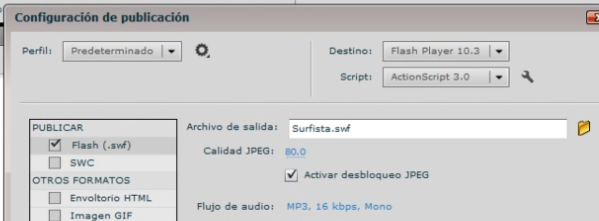 Configuración de publicación
Perfil: Predeterminado
Destino: Flash Player 10.3
Script: ActionScript 3.0
PUBLICAR
Flash (.swf)
SWC
OTROS FORMATOS
Envoltorio HTML
Imagen GIF
Archivo de salida: Surfista.swf
Calidad JPEG: 80.0
Activar desbloqueo JPEG
Flujo de audio: MP3, 16 kbps, Mono